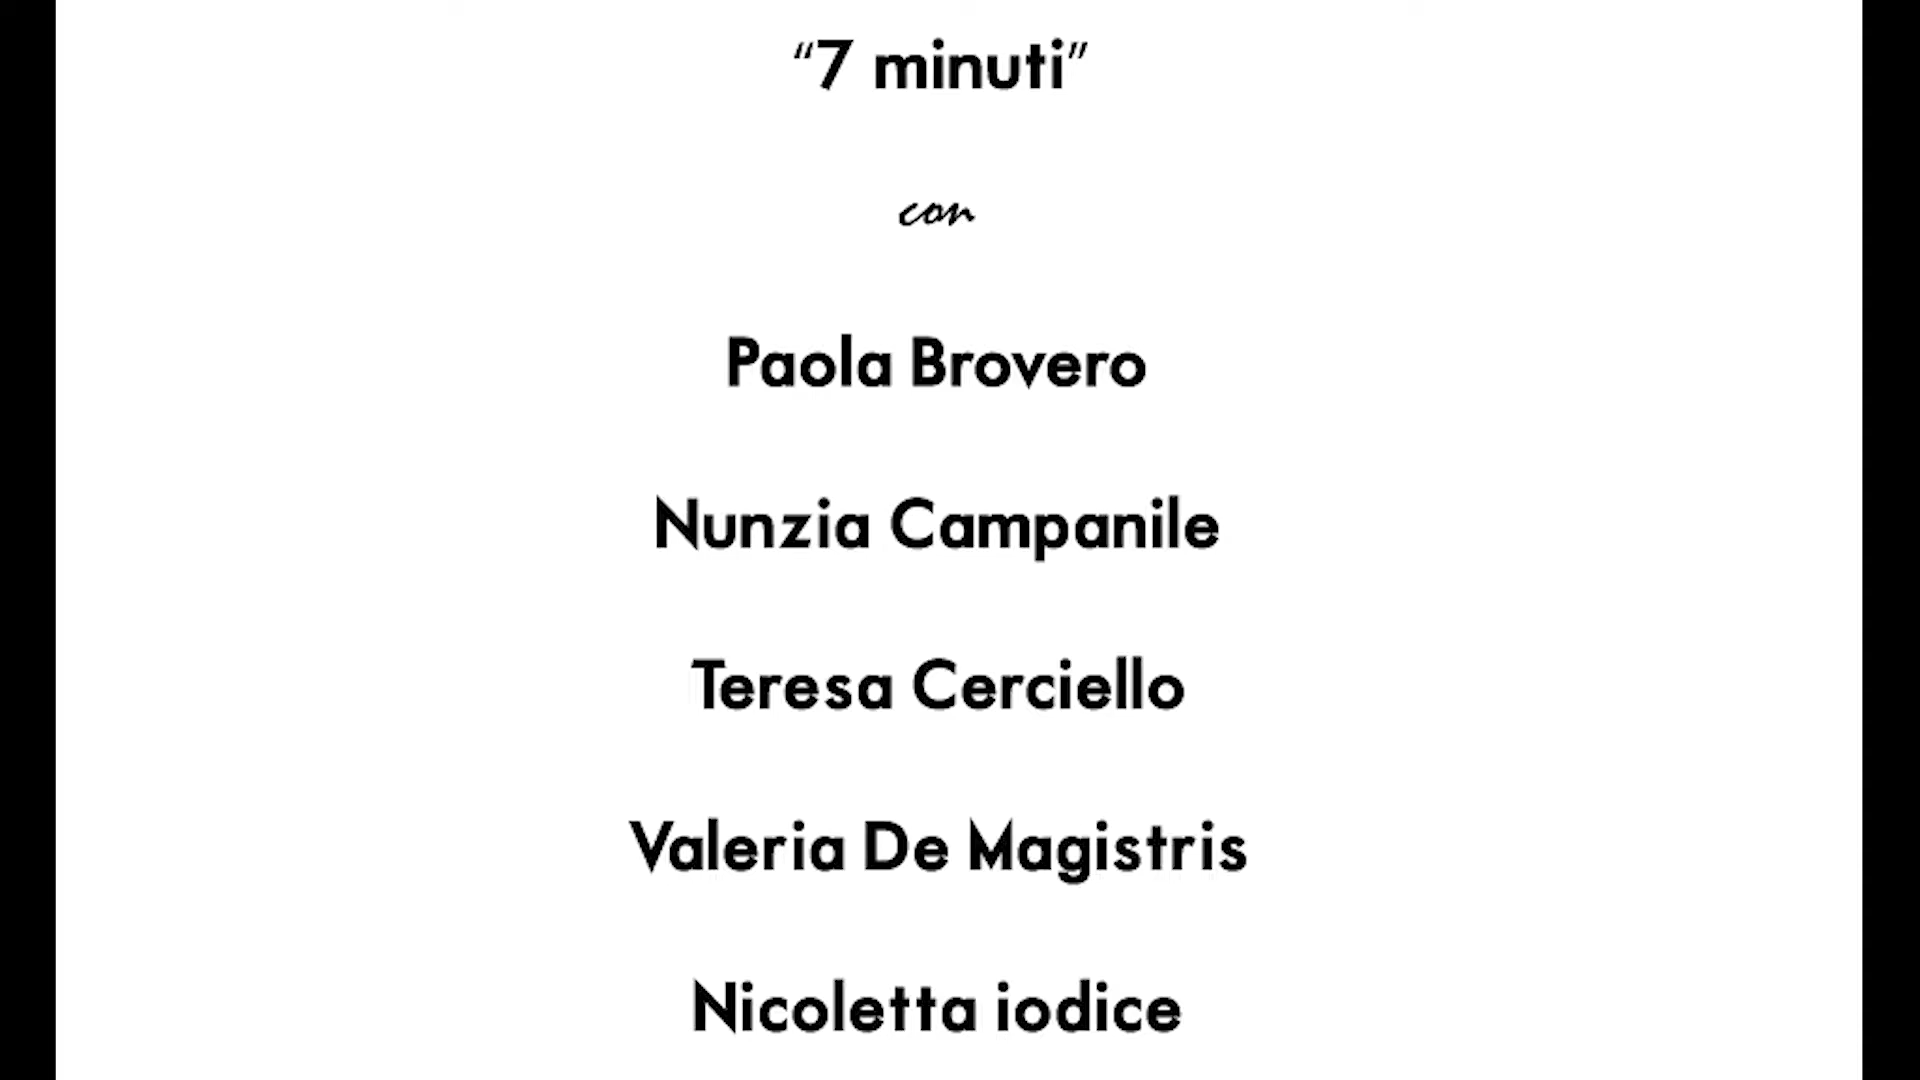 “7 minuti”
con
Paola Brovero
Nunzia Campanile
Teresa Cerciello
Valeria De Magistris
Nicoletta iodice